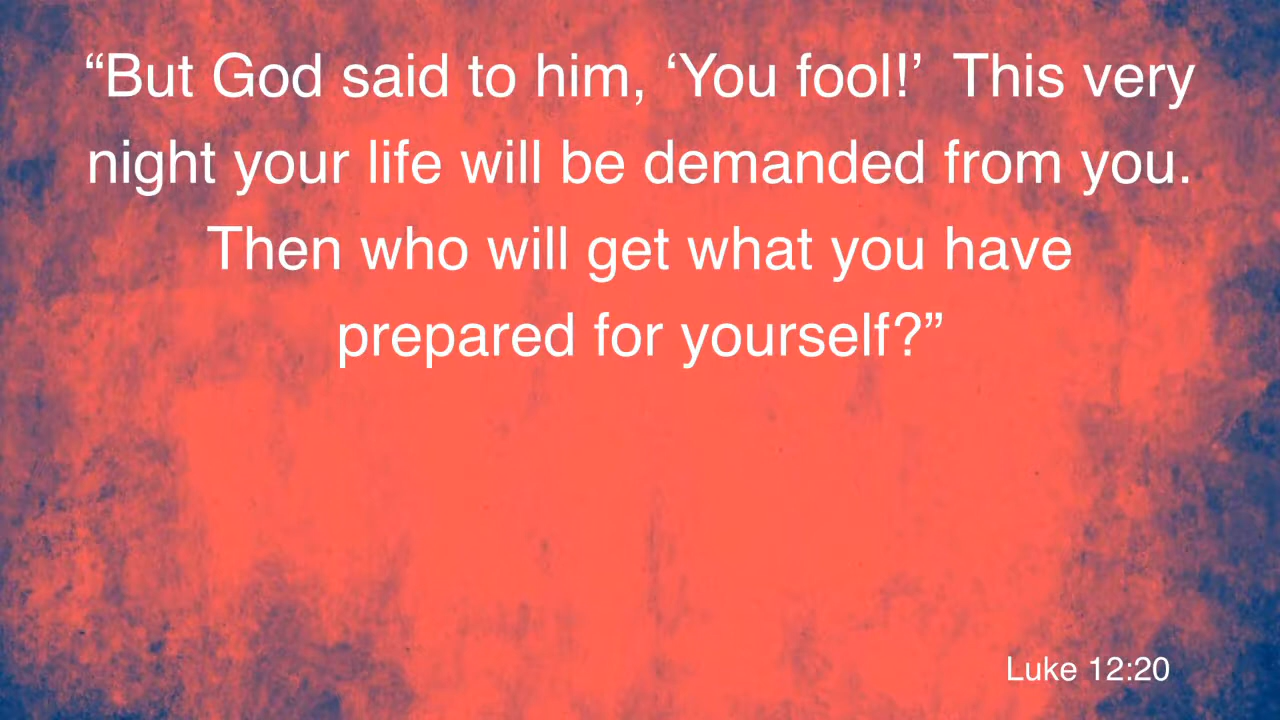 “But God said to him, ‘You fool!’  This very
night your life will be demanded from you.
Then who will get what you have
prepared for yourself?”
Luke 12:20